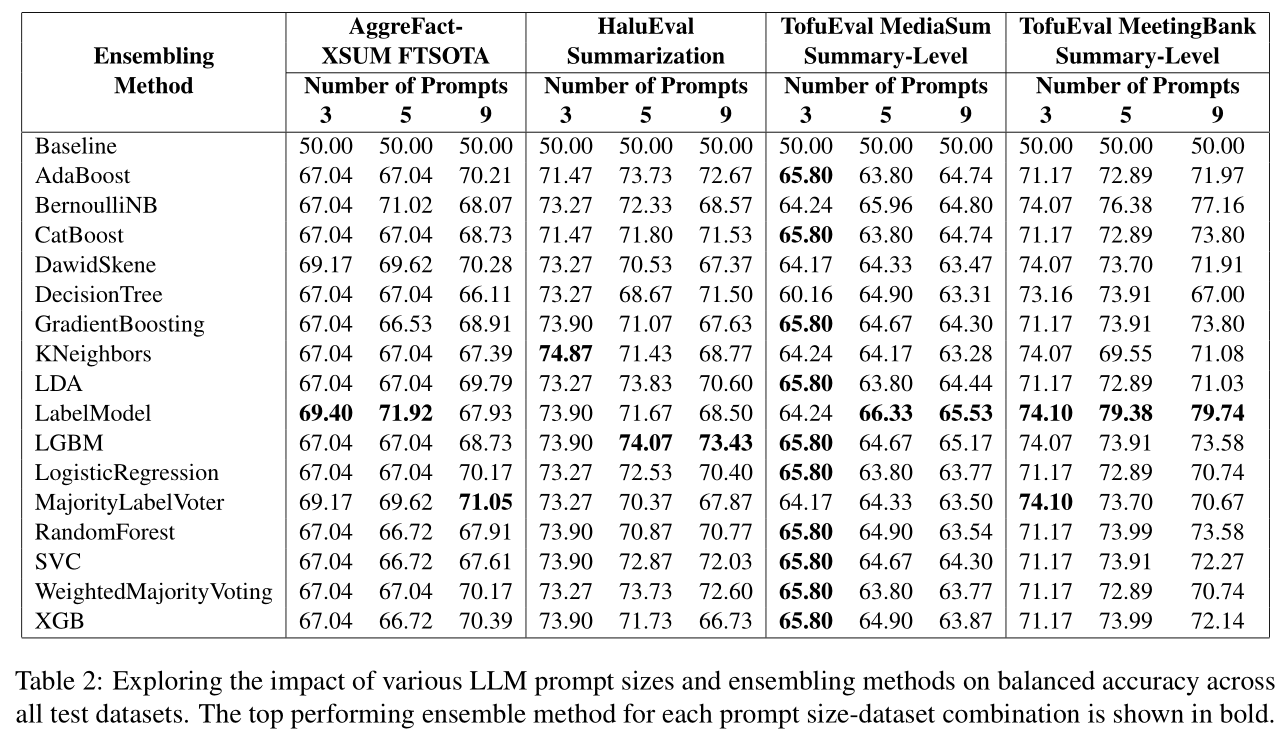 AggreFact- HaluEval TofuEval MediaSum TofuEval MeetingBank
Ensembling XSUM FTSOTA Summarization Summary-Level Summary-Level
Method Number of Prompts Number of Prompts Number of Prompts Number of Prompts
3 5 9 3 5 9 3 5 9 3 5 9
Baseline 50.00 50.00 50.00 50.00 50.00 50.00 50.00 50.00 50.00 50.00 50.00 50.00
AdaBoost 67.04 67.04 70.21 71.47 73.73 72.67 65.80 63.80 64.74 71.17 72.89 71.97
BernoulliNB 67.04 71.02 68.07 73.27 72.33 68.57 64.24 65.96 64.80 74.07 76.38 77.16
CatBoost 67.04 67.04 68.73 71.47 71.80 71.53 65.80 63.80 64.74 71.17 72.89 73.80
DawidSkene 69.17 69.62 70.28 73.27 70.53 67.37 64.17 64.33 63.47 74.07 73.70 71.91
DecisionTree 67.04 67.04 66.11 73.27 68.67 71.50 60.16 64.90 63.31 73.16 73.91 67.00
GradientBoosting 67.04 66.53 68.91 73.90 71.07 67.63 65.80 64.67 64.30 71.17 73.91 73.80
KNeighbors 67.04 67.04 67.39 74.87 71.43 68.77 64.24 64.17 63.28 74.07 69.55 71.08
LDA 67.04 67.04 69.79 73.27 73.83 70.60 65.80 63.80 64.44 71.17 72.89 71.03
LabelModel 69.40 71.92 67.93 73.90 71.67 68.50 64.24 66.33 65.53 74.10 79.38 79.74
LGBM 67.04 67.04 68.73 73.90 74.07 73.43 65.80 64.67 65.17 74.07 73.91 73.58
LogisticRegression 67.04 67.04 70.17 73.27 72.53 70.40 65.80 63.80 63.77 71.17 72.89 70.74
MajorityLabelVoter 69.17 69.62 71.05 73.27 70.37 67.87 64.17 64.33 63.50 74.10 73.70 70.67
RandomForest 67.04 66.72 67.91 73.90 70.87 70.77 65.80 64.90 63.54 71.17 73.99 73.58
SVC 67.04 66.72 67.61 73.90 72.87 72.03 65.80 64.67 64.30 71.17 73.91 72.27
WeightedMajorityVoting 67.04 67.04 70.17 73.27 73.73 72.60 65.80 63.80 63.77 71.17 72.89 70.74
XGB 67.04 66.72 70.39 73.90 71.73 66.73 65.80 64.90 63.87 71.17 73.99 72.14
Table 2: Exploring the impact of various LLM prompt sizes and ensembling methods on balanced accuracy across
all test datasets. The top performing ensemble method for each prompt size-dataset combination is shown in bold.